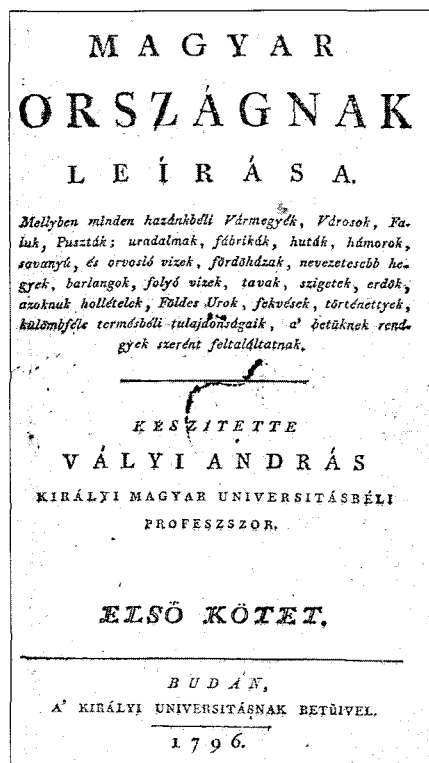 MAGYAR
ORSZÁGNAK
LEÍRÁSA.
Mellyben minden hazánkbéli Vármegyék, Városok, Fa-
luk, Puszták; uradalmak, fábrikák, huták, hámorok,
savanyú, és orvosló vizek, fördőházak, nevezetesebb he-
gyek, barlangok, folyó vizek, tavak, szigetek, erdők,
azoknak hollételek, Földes Urok, fekvések, történettyek,
külömbféle termésbéli tulajdonságaik, a' betűknek rend-
gyek szerént feltaláltatnak.
KÉSZÍTETTE
VÁLYI ANDRÁS
KIRÁLYI MAGYAR UNIVERSITÁSBÉLI
PROFESZSZOR.
ELSŐ KÖTET.
BUDÁN,
A' KIRÁLYI UNIVERSITÁSNAK BETŰIVEL.
1796.